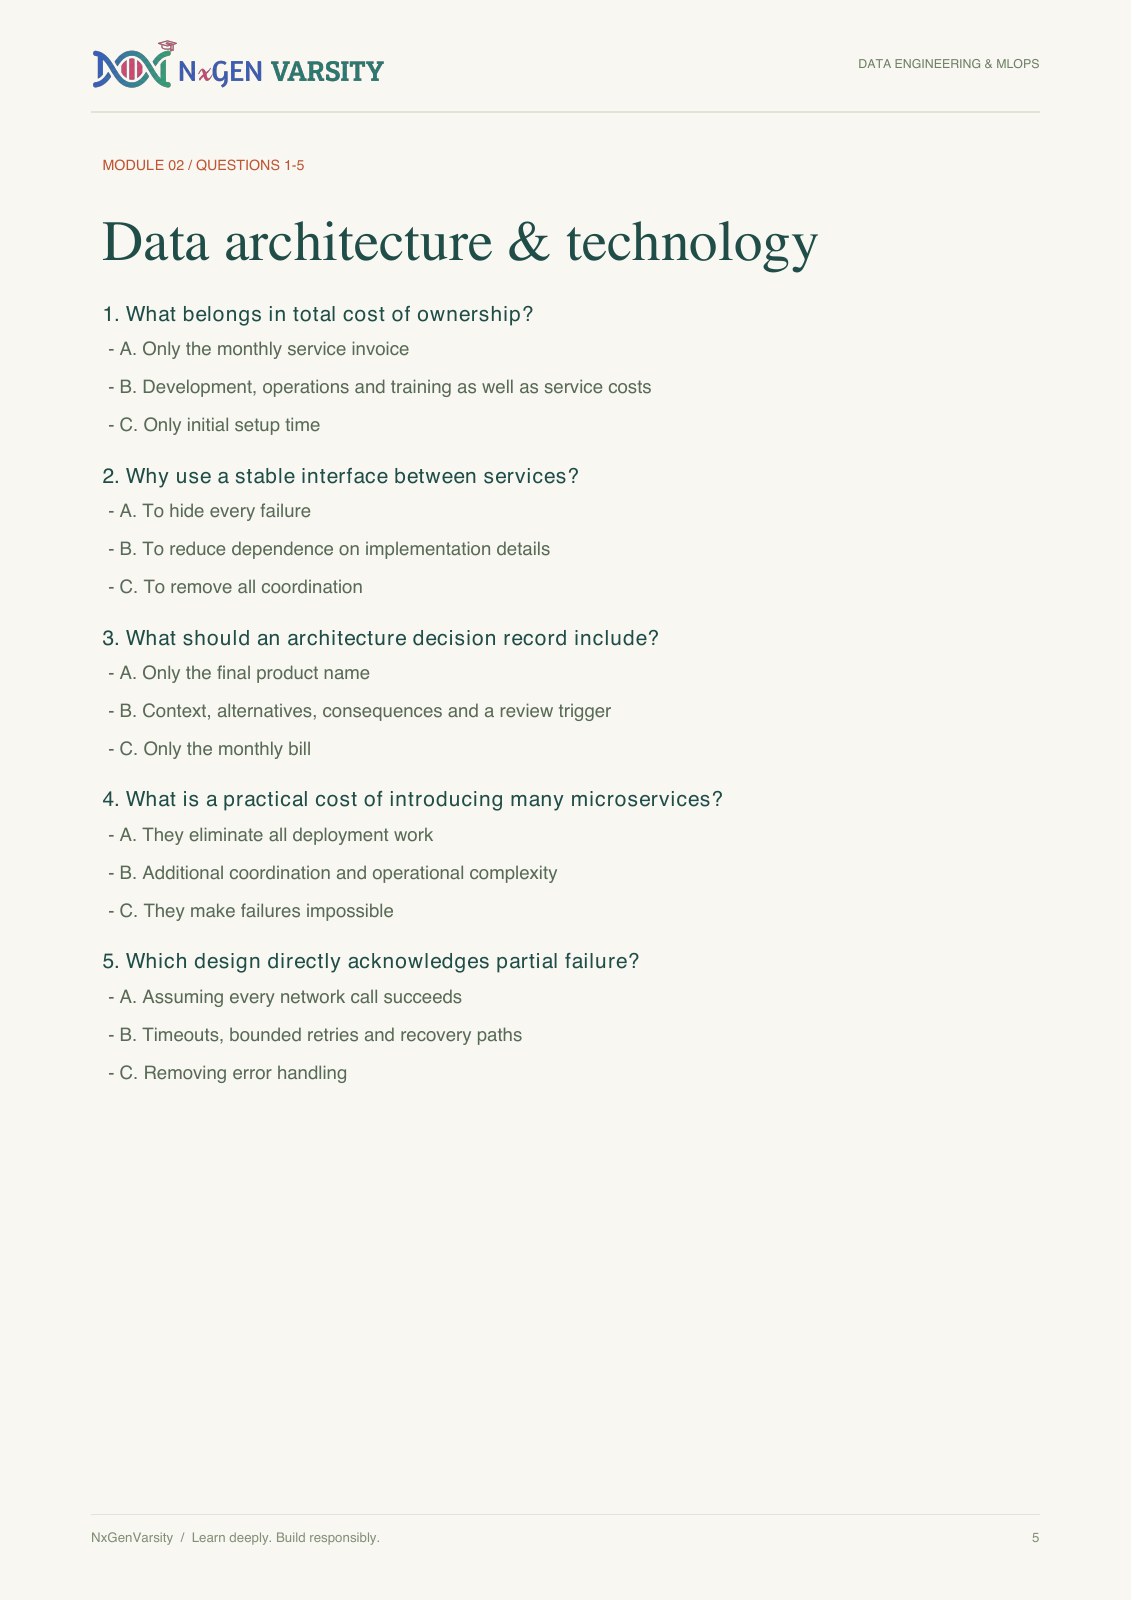 NxGEN VARSITY
DATA ENGINEERING & MLOPS
MODULE 02 / QUESTIONS 1-5
Data architecture & technology
1. What belongs in total cost of ownership?
- A. Only the monthly service invoice
- B. Development, operations and training as well as service costs
- C. Only initial setup time
2. Why use a stable interface between services?
- A. To hide every failure
- B. To reduce dependence on implementation details
- C. To remove all coordination
3. What should an architecture decision record include?
- A. Only the final product name
- B. Context, alternatives, consequences and a review trigger
- C. Only the monthly bill
4. What is a practical cost of introducing many microservices?
- A. They eliminate all deployment work
- B. Additional coordination and operational complexity
- C. They make failures impossible
5. Which design directly acknowledges partial failure?
- A. Assuming every network call succeeds
- B. Timeouts, bounded retries and recovery paths
- C. Removing error handling
NxGenVarsity / Learn deeply. Build responsibly.
5